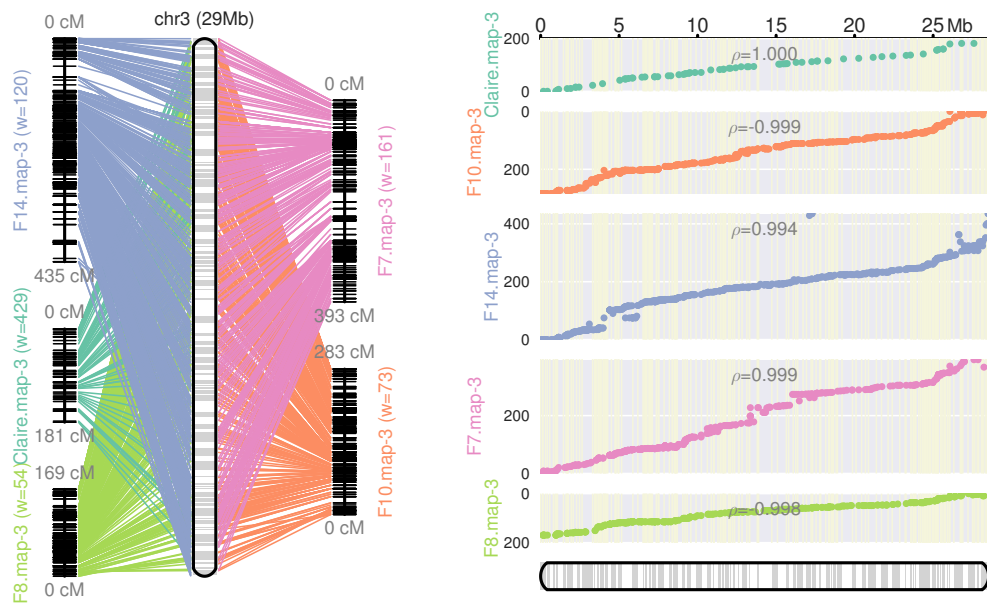 chr3 (29Mb)
0 cM
F14.map-3 (w=120)
435 cM
0 cM
Claire.map-3 (w=429)
181 cM
169 cM
F8.map-3 (w=54)
0 cM
0 cM
F7.map-3 (w=161)
393 cM
283 cM
F10.map-3 (w=73)
0 cM
0 5 10 15 20 25 Mb
Claire.map-3
200
0
ρ=1.000
F10.map-3
0
200
ρ=-0.999
F14.map-3
400
200
0
ρ=0.994
F7.map-3
200
0
ρ=0.999
F8.map-3
0
200
ρ=-0.998